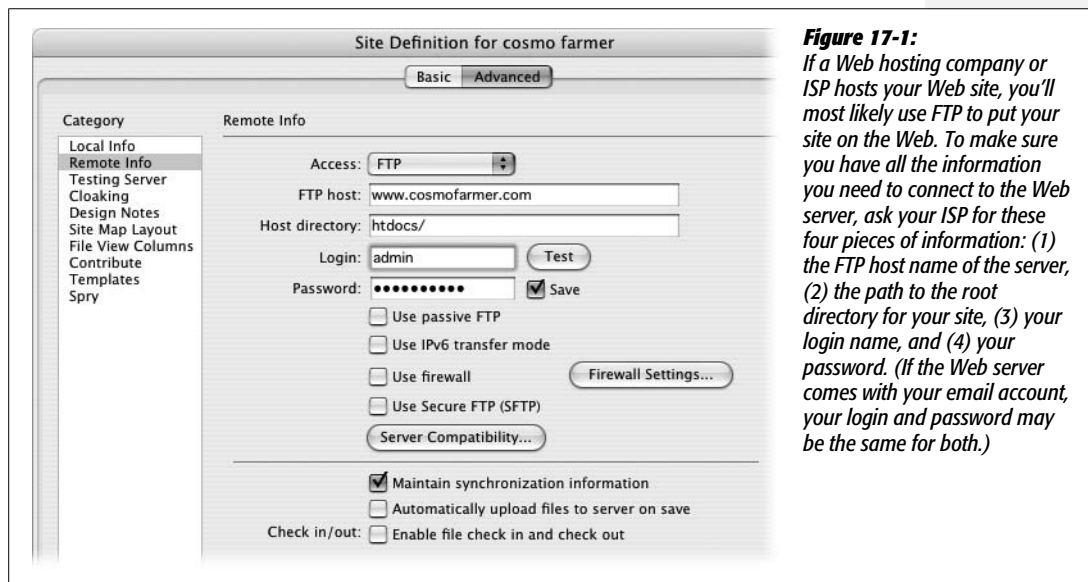 Site Definition for cosmo farmer
Basic Advanced
Category
Local Info
Remote Info
Testing Server
Cloaking
Design Notes
Site Map Layout
File View Columns
Contribute
Templates
Spry
Remote Info
Access: FTP
FTP host: www.cosmofarmer.com
Host directory: htdocs/
Login: admin Test
Password: •••••••••• Save
Use passive FTP
Use IPv6 transfer mode
Use firewall Firewall Settings...
Use Secure FTP (SFTP)
Server Compatibility...
Maintain synchronization information
Automatically upload files to server on save
Check in/out: Enable file check in and check out
Figure 17-1:
If a Web hosting company or
ISP hosts your Web site, you'll
most likely use FTP to put your
site on the Web. To make sure
you have all the information
you need to connect to the Web
server, ask your ISP for these
four pieces of information: (1)
the FTP host name of the server,
(2) the path to the root
directory for your site, (3) your
login name, and (4) your
password. (If the Web server
comes with your email account,
your login and password may
be the same for both.)